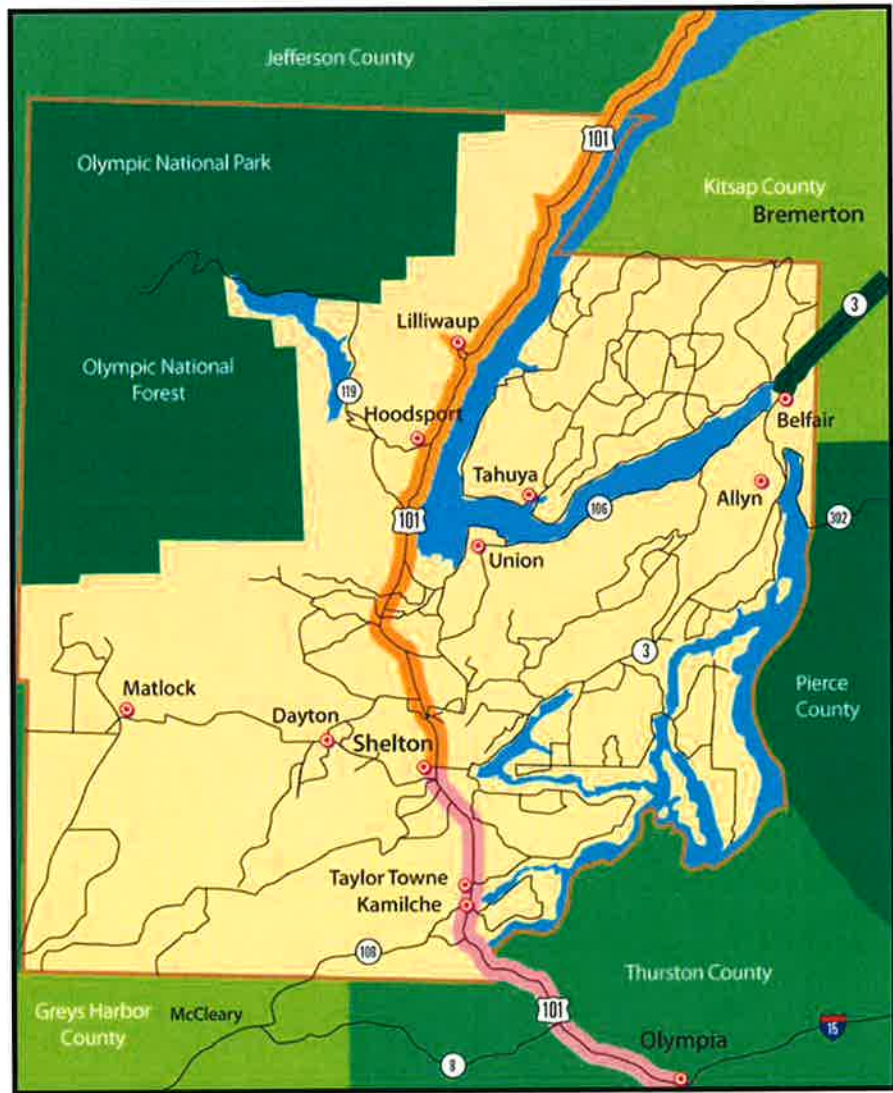 Jefferson County
101
Olympic National Park
Kitsap County
Bremerton
3
Lilliwaup
Olympic National
Forest
119
Hoodsport
Belfair
Tahuya
Allyn
106
302
101
Union
3
Matlock
Pierce
County
Dayton
Shelton
Taylor Towne
Kamilche
108
Thurston County
Greys Harbor
County
McCleary
101
15
Olympia
8